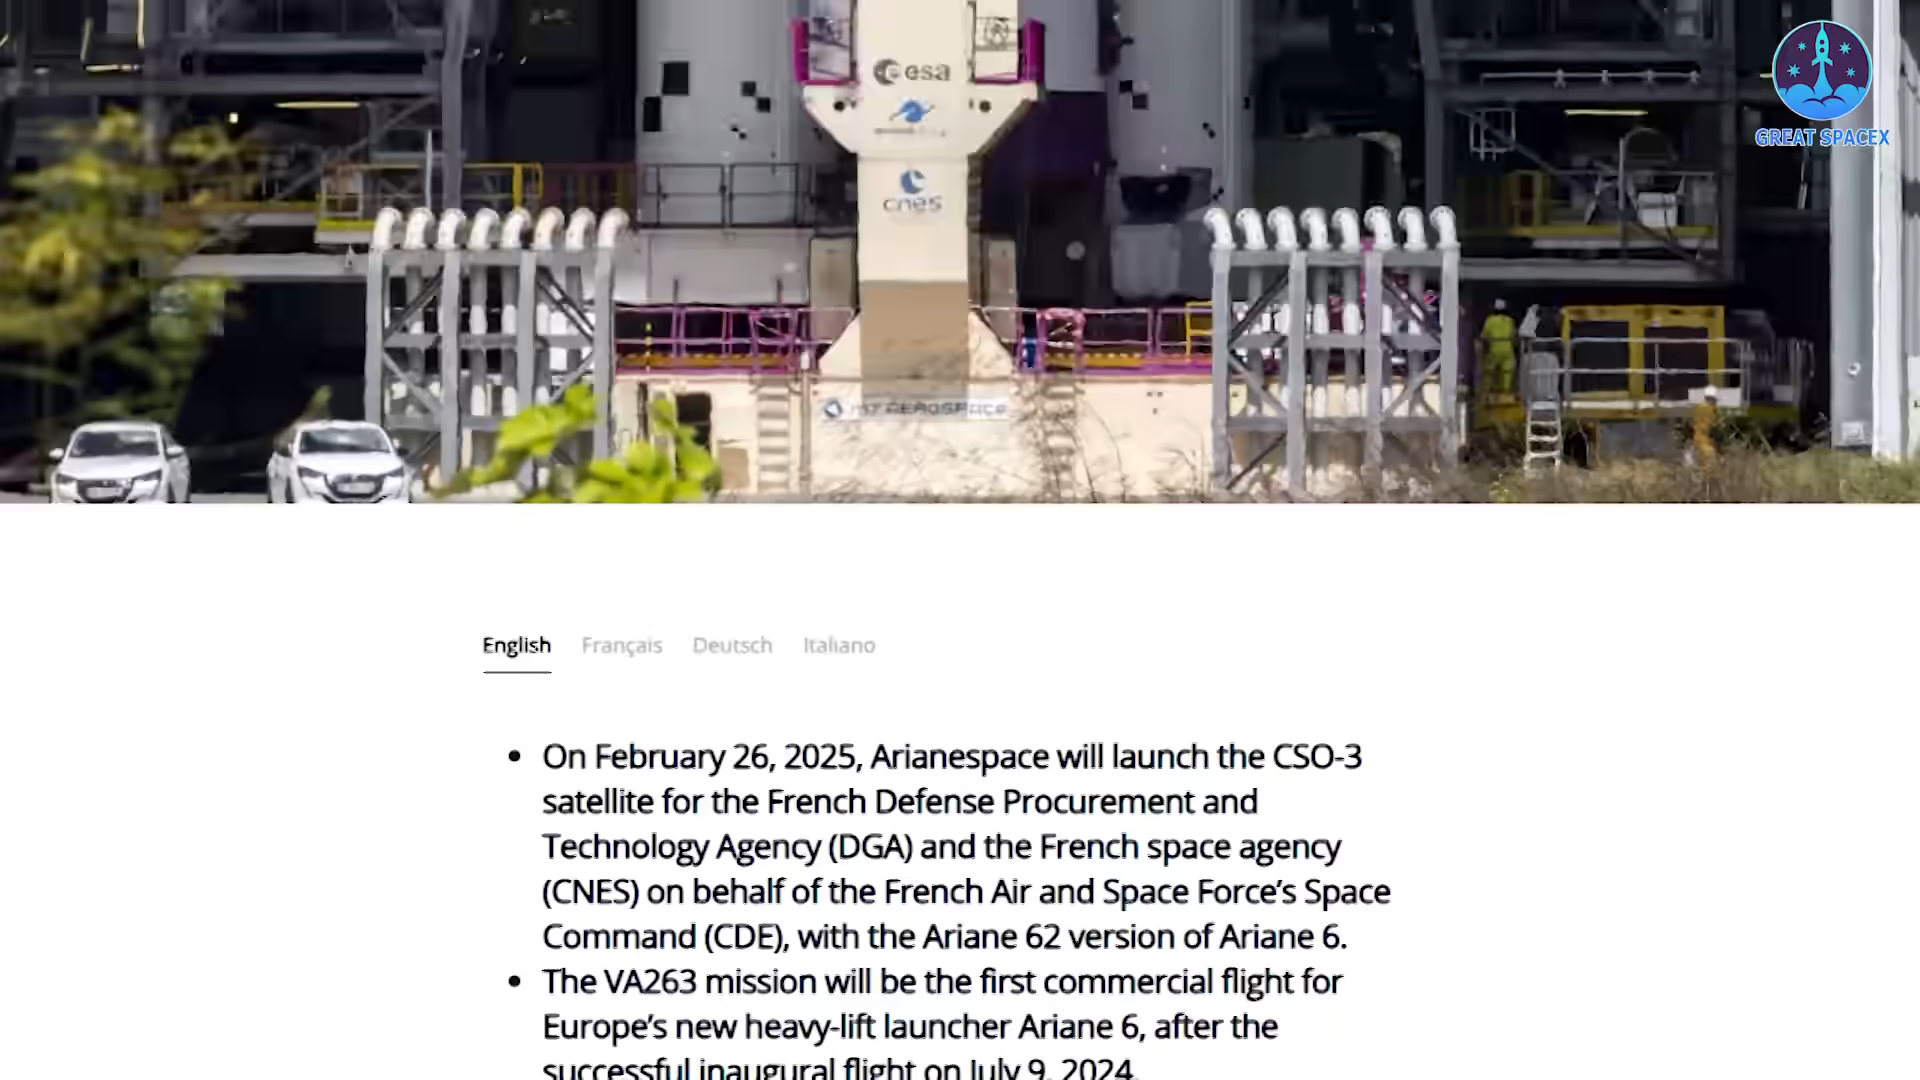 esa
cnes
GREAT SPACEX
MT AEROSPACE
English Français Deutsch Italiano
• On February 26, 2025, Arianespace will launch the CSO-3
satellite for the French Defense Procurement and
Technology Agency (DGA) and the French space agency
(CNES) on behalf of the French Air and Space Force’s Space
Command (CDE), with the Ariane 62 version of Ariane 6.
• The VA263 mission will be the first commercial flight for
Europe’s new heavy-lift launcher Ariane 6, after the
successful inaugural flight on July 9, 2024.